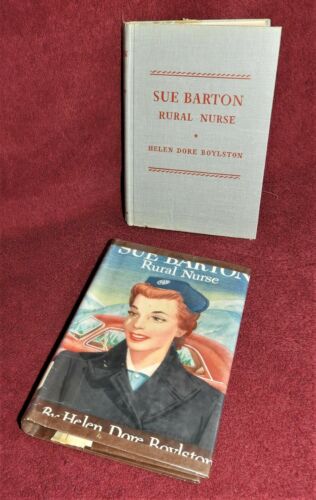 SUE BARTON
RURAL NURSE
HELEN DORE BOYLSTON
SUE BARTON
Rural Nurse
By Helen Dore Boylston